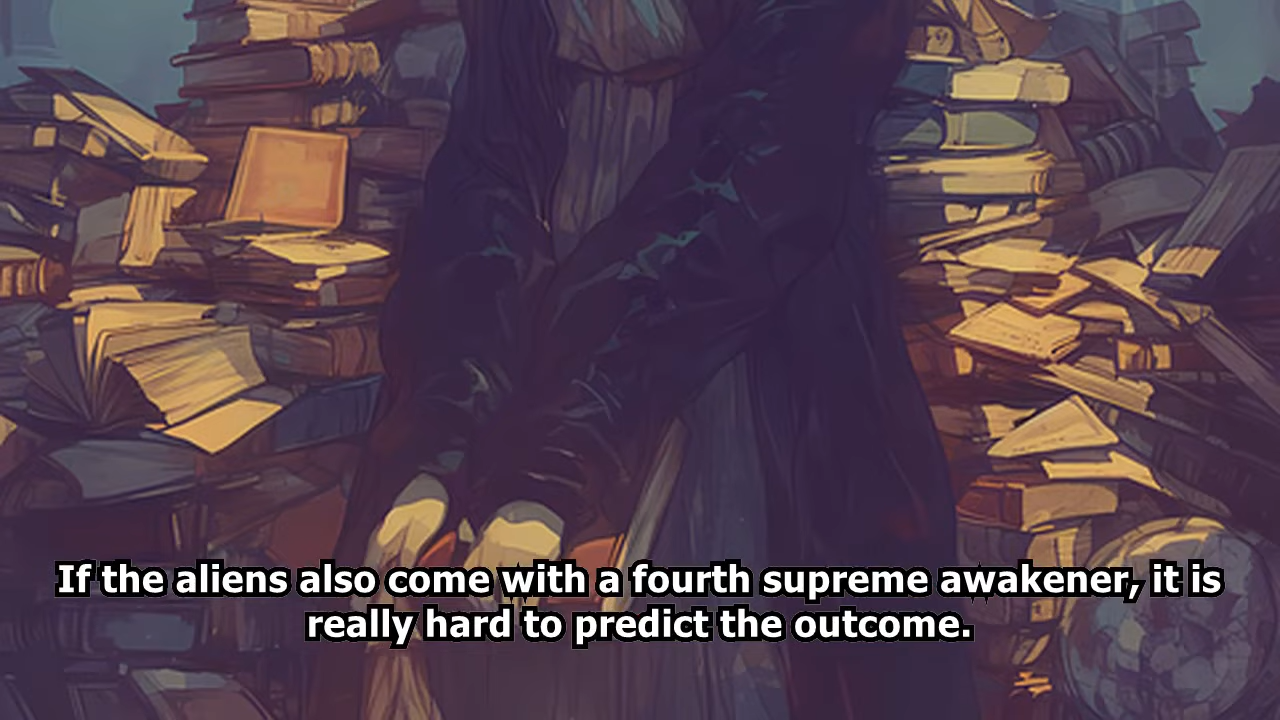 If the aliens also come with a fourth supreme awakener, it is
really hard to predict the outcome.